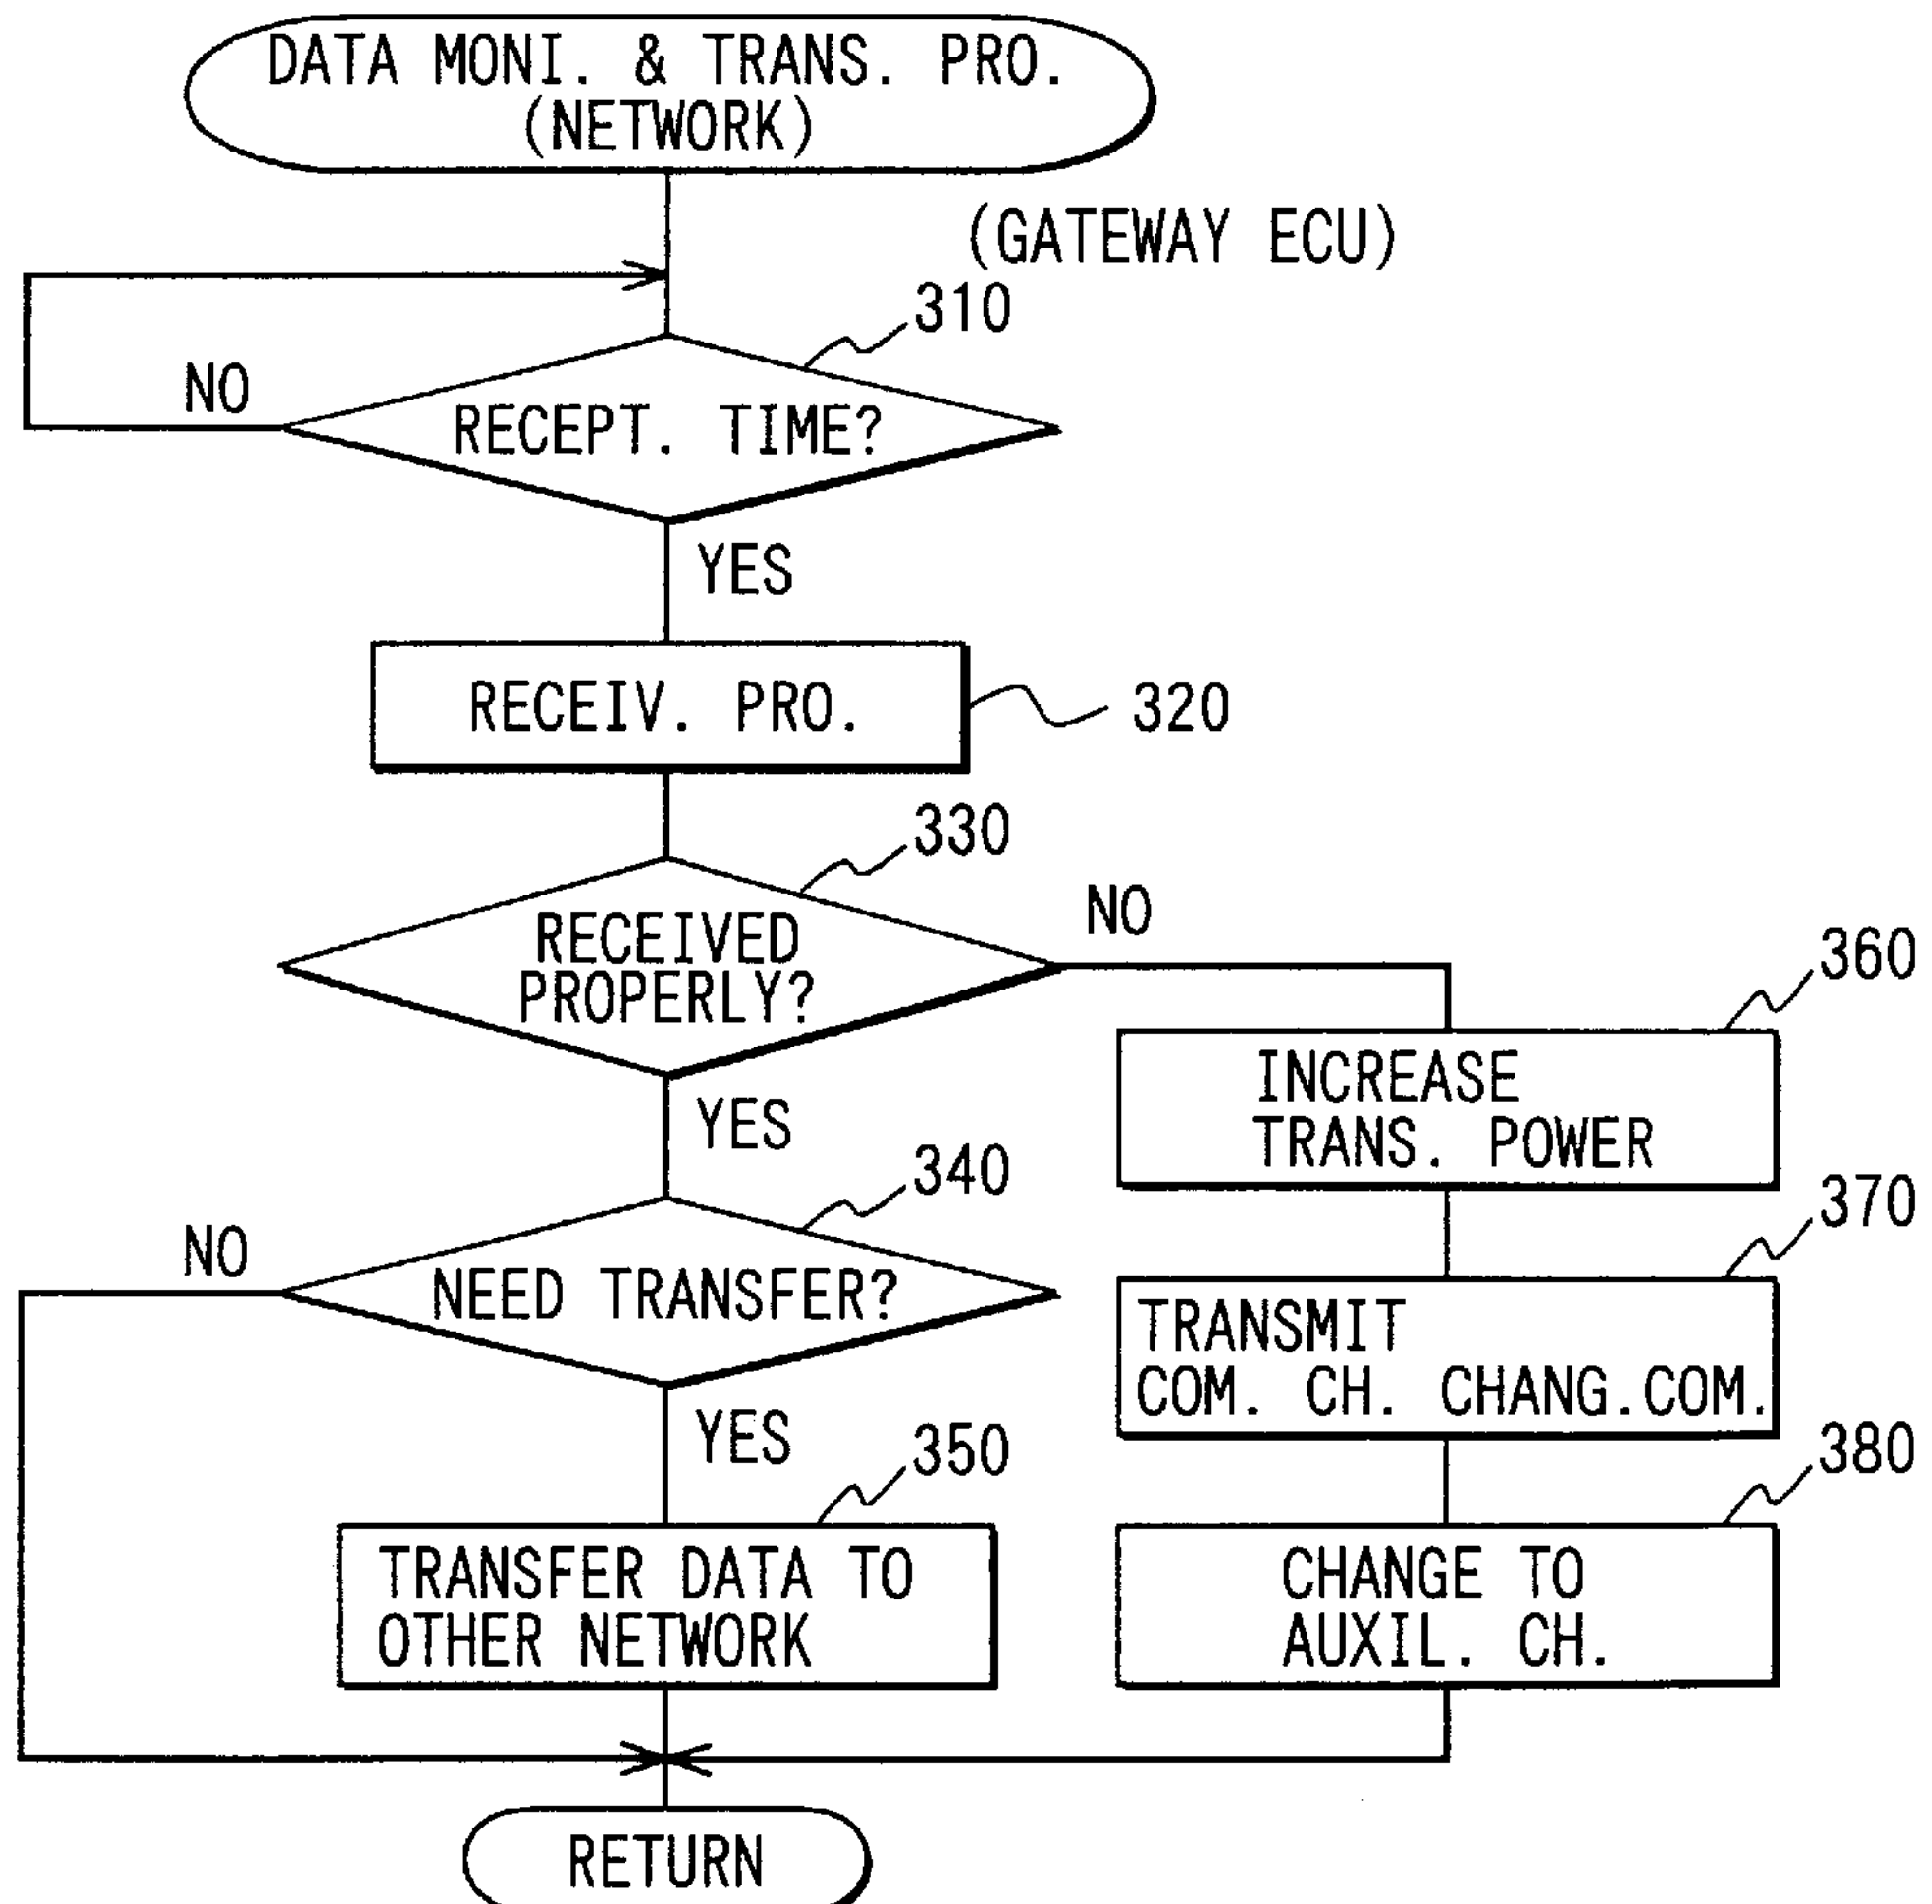 DATA MONI. & TRANS. PRO.
(NETWORK)
(GATEWAY ECU)
310
NO
RECEPT. TIME?
YES
RECEIV. PRO.
320
330
RECEIVED
PROPERLY?
NO
YES
360
INCREASE
TRANS. POWER
340
NO
NEED TRANSFER?
YES
370
TRANSMIT
COM. CH. CHANG.COM.
350
TRANSFER DATA TO
OTHER NETWORK
380
CHANGE TO
AUXIL. CH.
RETURN